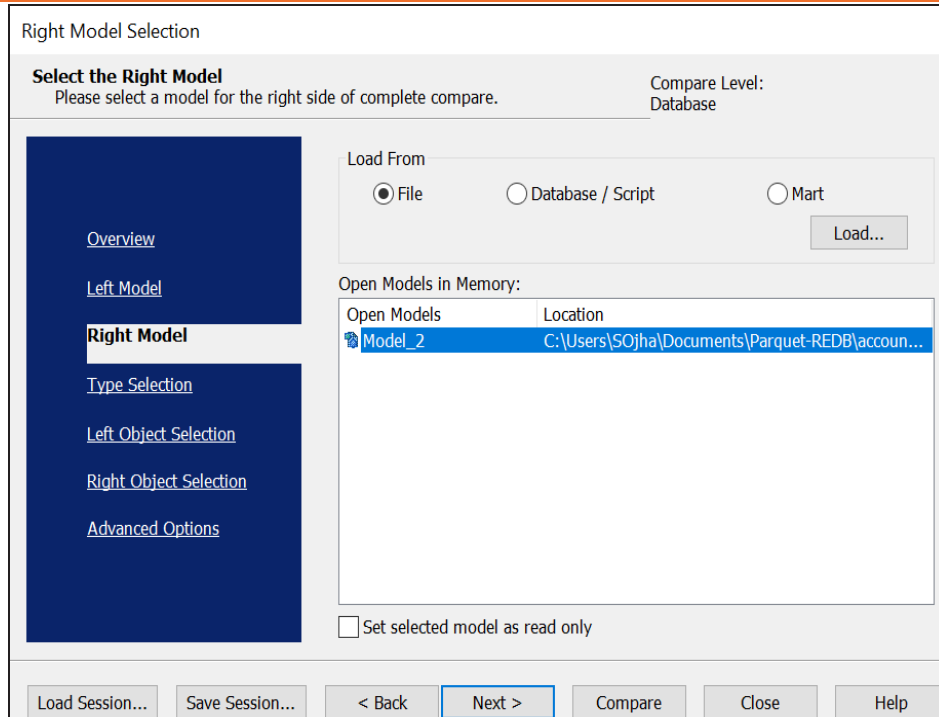 Right Model Selection
Select the Right Model
Please select a model for the right side of complete compare.
Compare Level:
Database
Overview
Left Model
Right Model
Type Selection
Left Object Selection
Right Object Selection
Advanced Options
Load From
File Database / Script Mart
Load...
Open Models in Memory:
Open Models Location
Model_2 C:\Users\SOjha\Documents\Parquet-REDB\accoun...
Set selected model as read only
Load Session... Save Session... < Back Next > Compare Close Help